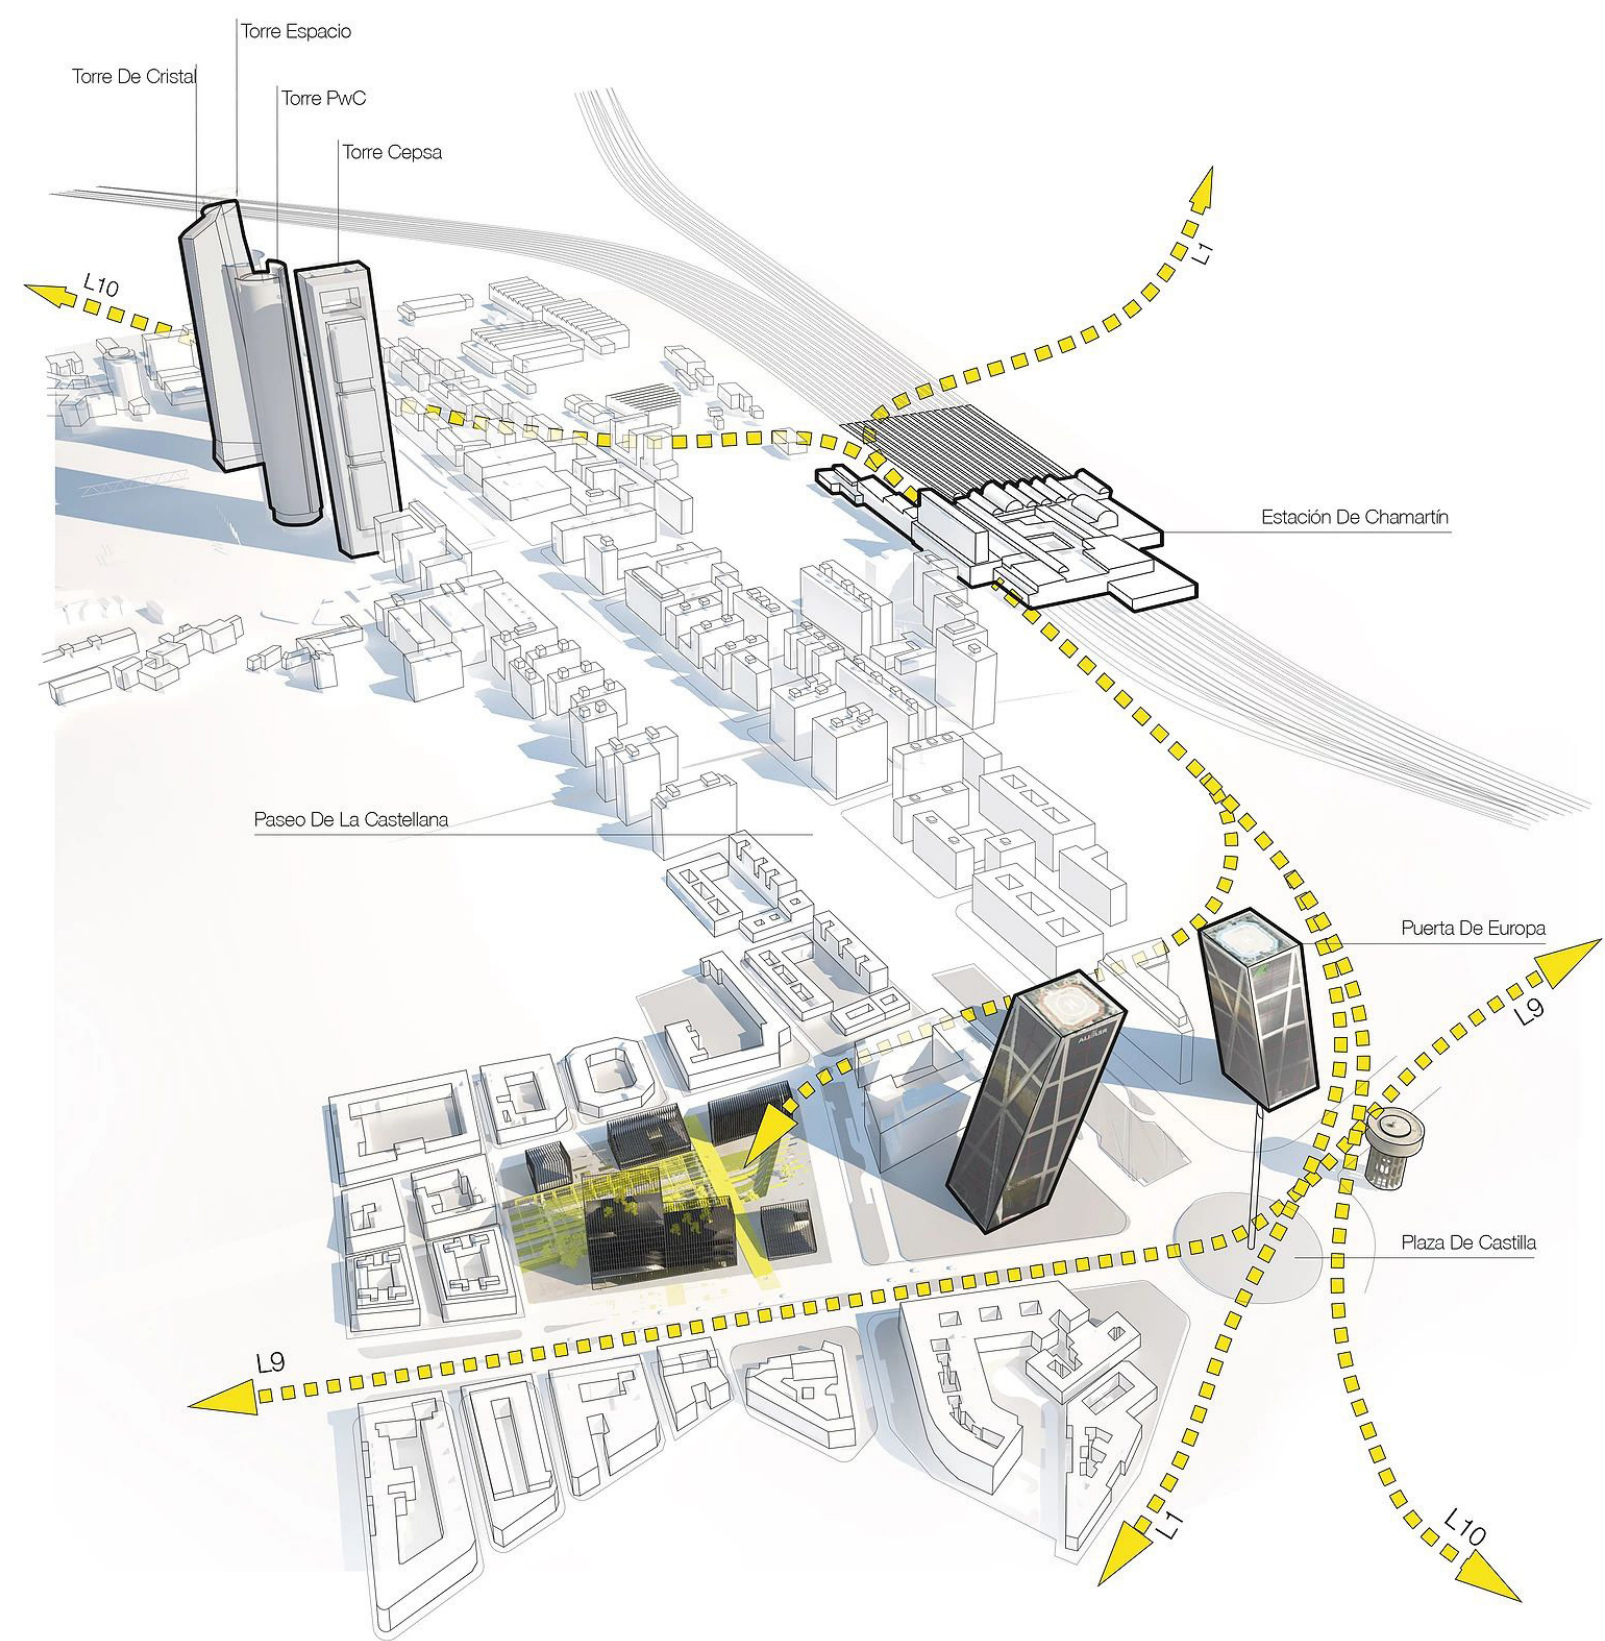 Torre Espacio
Torre De Cristal
Torre PwC
Torre Cepsa
L1
L10
Estación De Chamartín
Paseo De La Castellana
Puerta De Europa
L9
Plaza De Castilla
L9
L1
L10